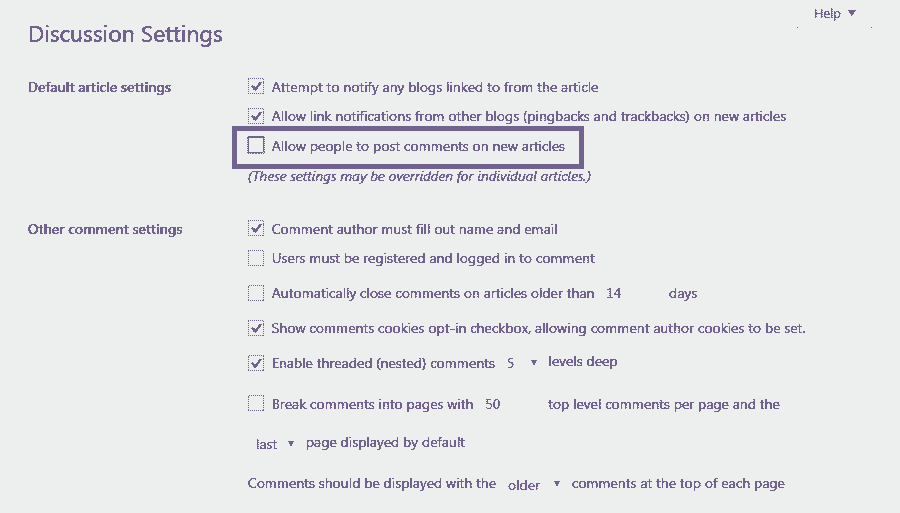 Help
Discussion Settings
Default article settings
Attempt to notify any blogs linked to from the article
Allow link notifications from other blogs (pingbacks and trackbacks) on new articles
Allow people to post comments on new articles
(These settings may be overridden for individual articles.)
Other comment settings
Comment author must fill out name and email
Users must be registered and logged in to comment
Automatically close comments on articles older than 14 days
Show comments cookies opt-in checkbox, allowing comment author cookies to be set.
Enable threaded (nested) comments 5 levels deep
Break comments into pages with 50 top level comments per page and the
last page displayed by default
Comments should be displayed with the older comments at the top of each page